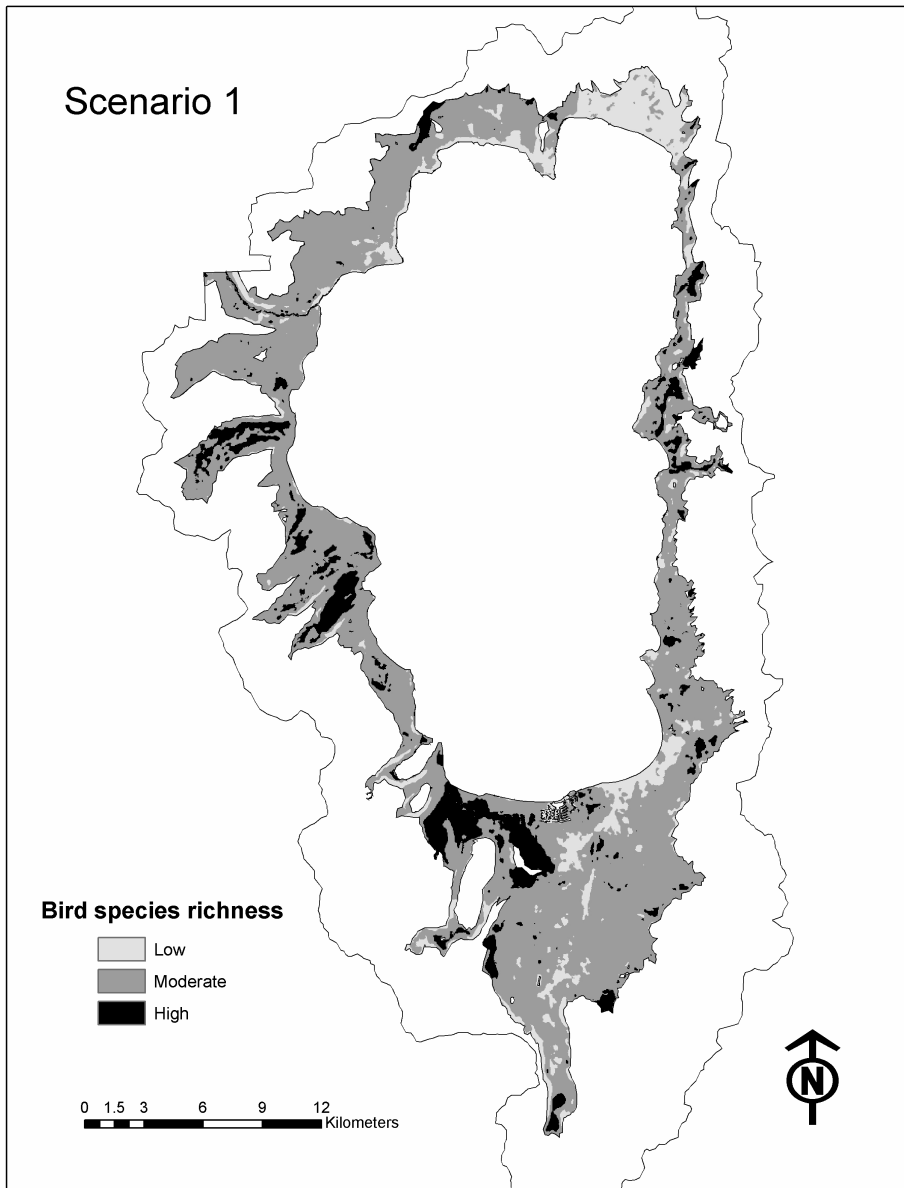 Scenario 1
Bird species richness
Low
Moderate
High
0 1.5 3 6 9 12
Kilometers
N